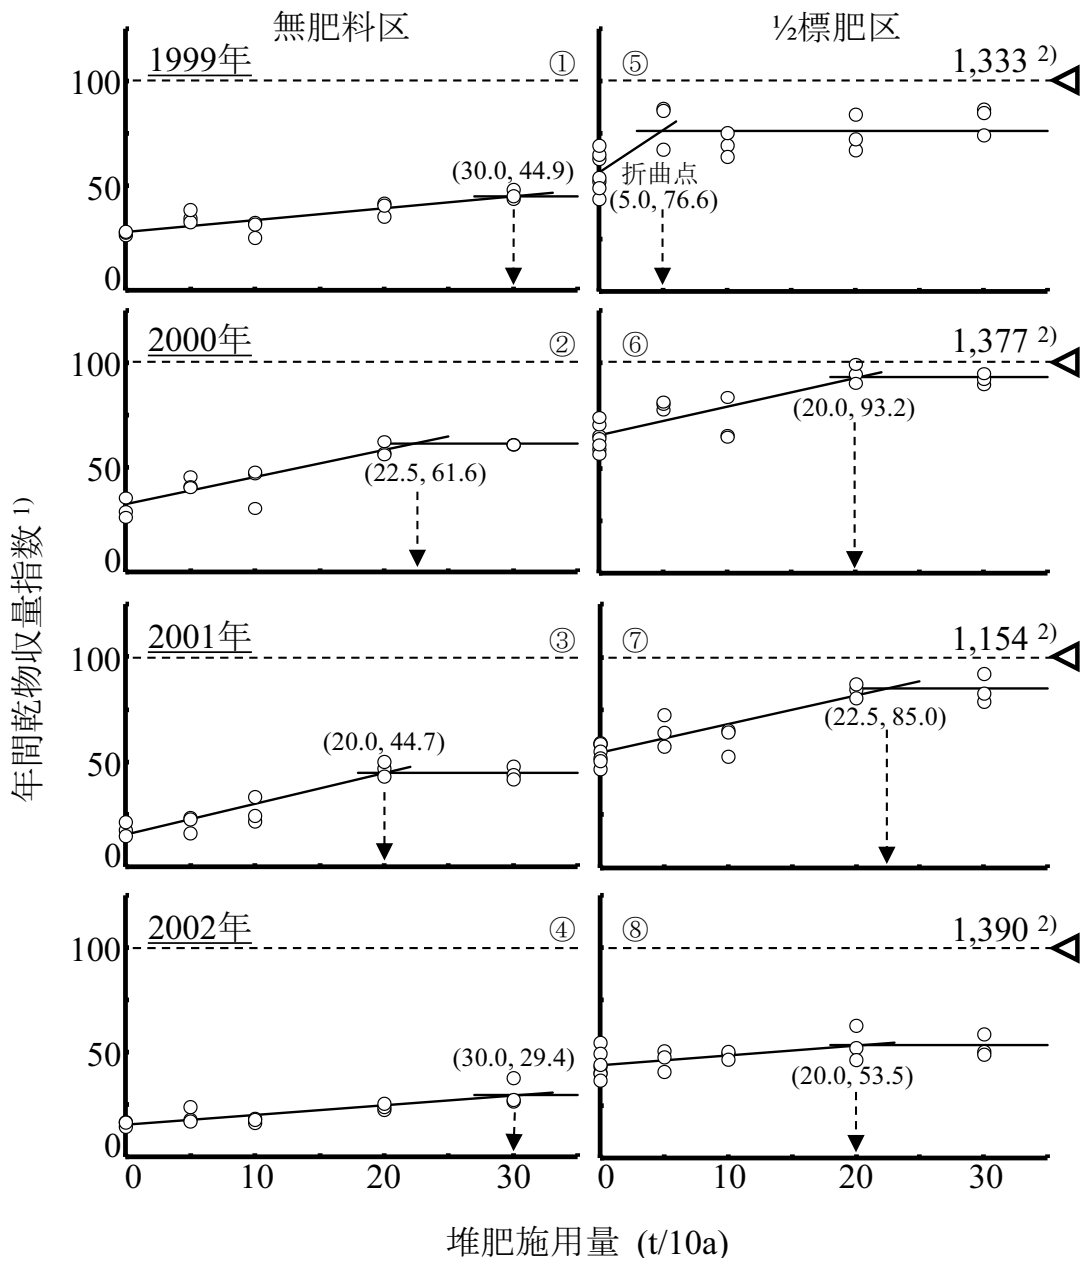 無肥料区
½標肥区
1999年
①
⑤
1,333 2)
100
50
0
(30.0, 44.9)
折曲点
(5.0, 76.6)
2000年
②
⑥
1,377 2)
100
50
0
(22.5, 61.6)
(20.0, 93.2)
2001年
③
⑦
1,154 2)
100
50
0
(20.0, 44.7)
(22.5, 85.0)
2002年
④
⑧
1,390 2)
100
50
0
(30.0, 29.4)
(20.0, 53.5)
0 10 20 30
0 10 20 30
年間乾物収量指数 1)
堆肥施用量 (t/10a)